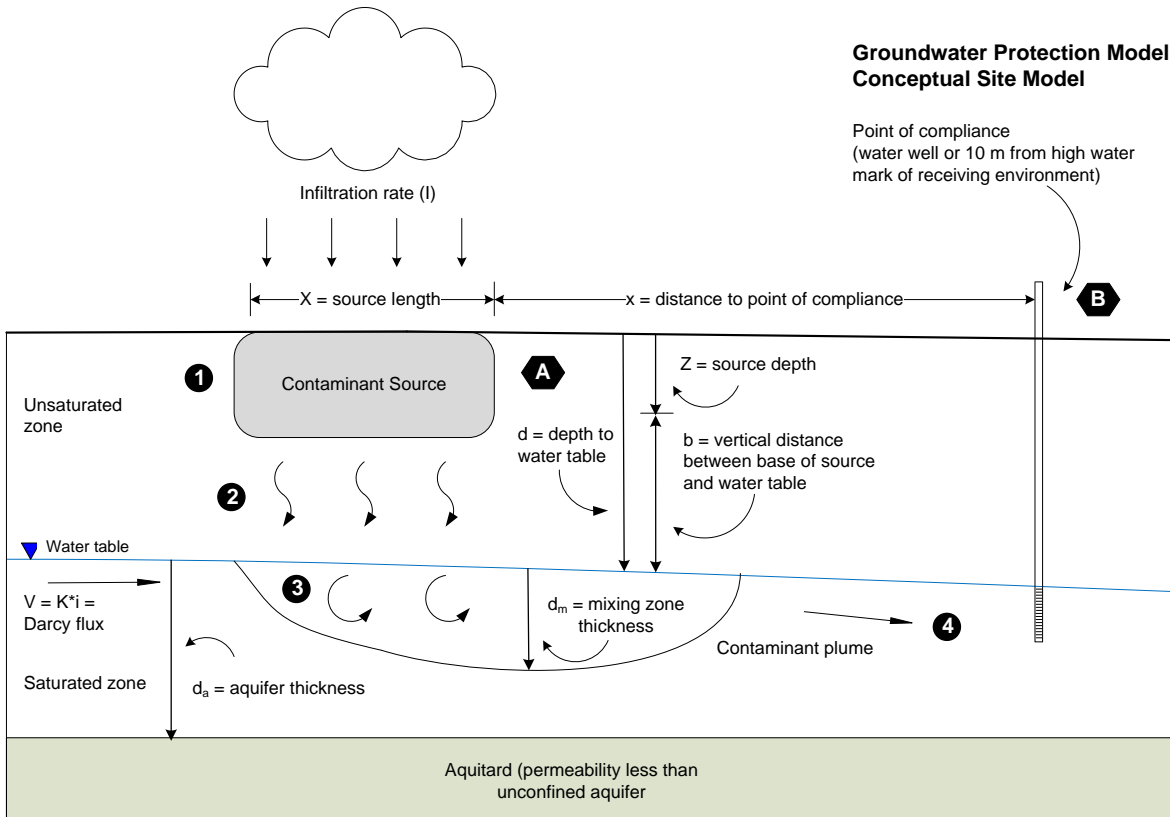 Groundwater Protection Model
Conceptual Site Model
Point of compliance
(water well or 10 m from high water
mark of receiving environment)
Infiltration rate (I)
X = source length
x = distance to point of compliance
B
1
Contaminant Source
A
Z = source depth
Unsaturated
zone
d = depth to
water table
b = vertical distance
between base of source
and water table
2
Water table
3
V = K*i =
Darcy flux
dm = mixing zone
thickness
4
Contaminant plume
Saturated zone
da = aquifer thickness
Aquitard (permeability less than
unconfined aquifer